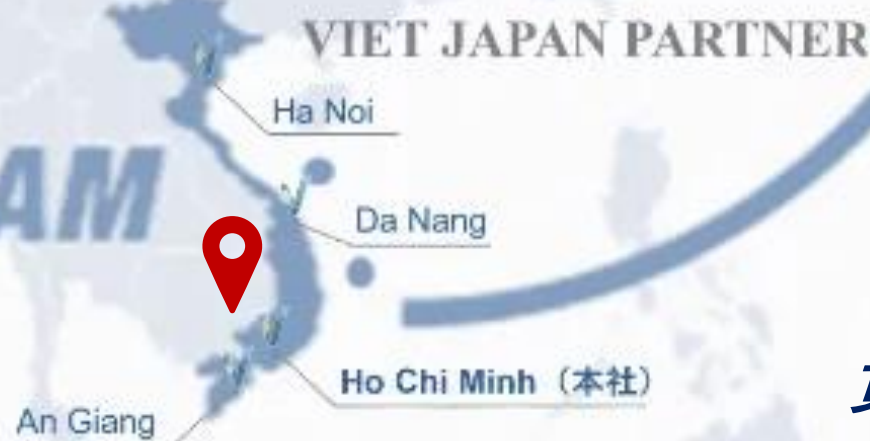 VIET JAPAN PARTNER
Ha Noi
AM
Da Nang
Ho Chi Minh（本社）
An Giang